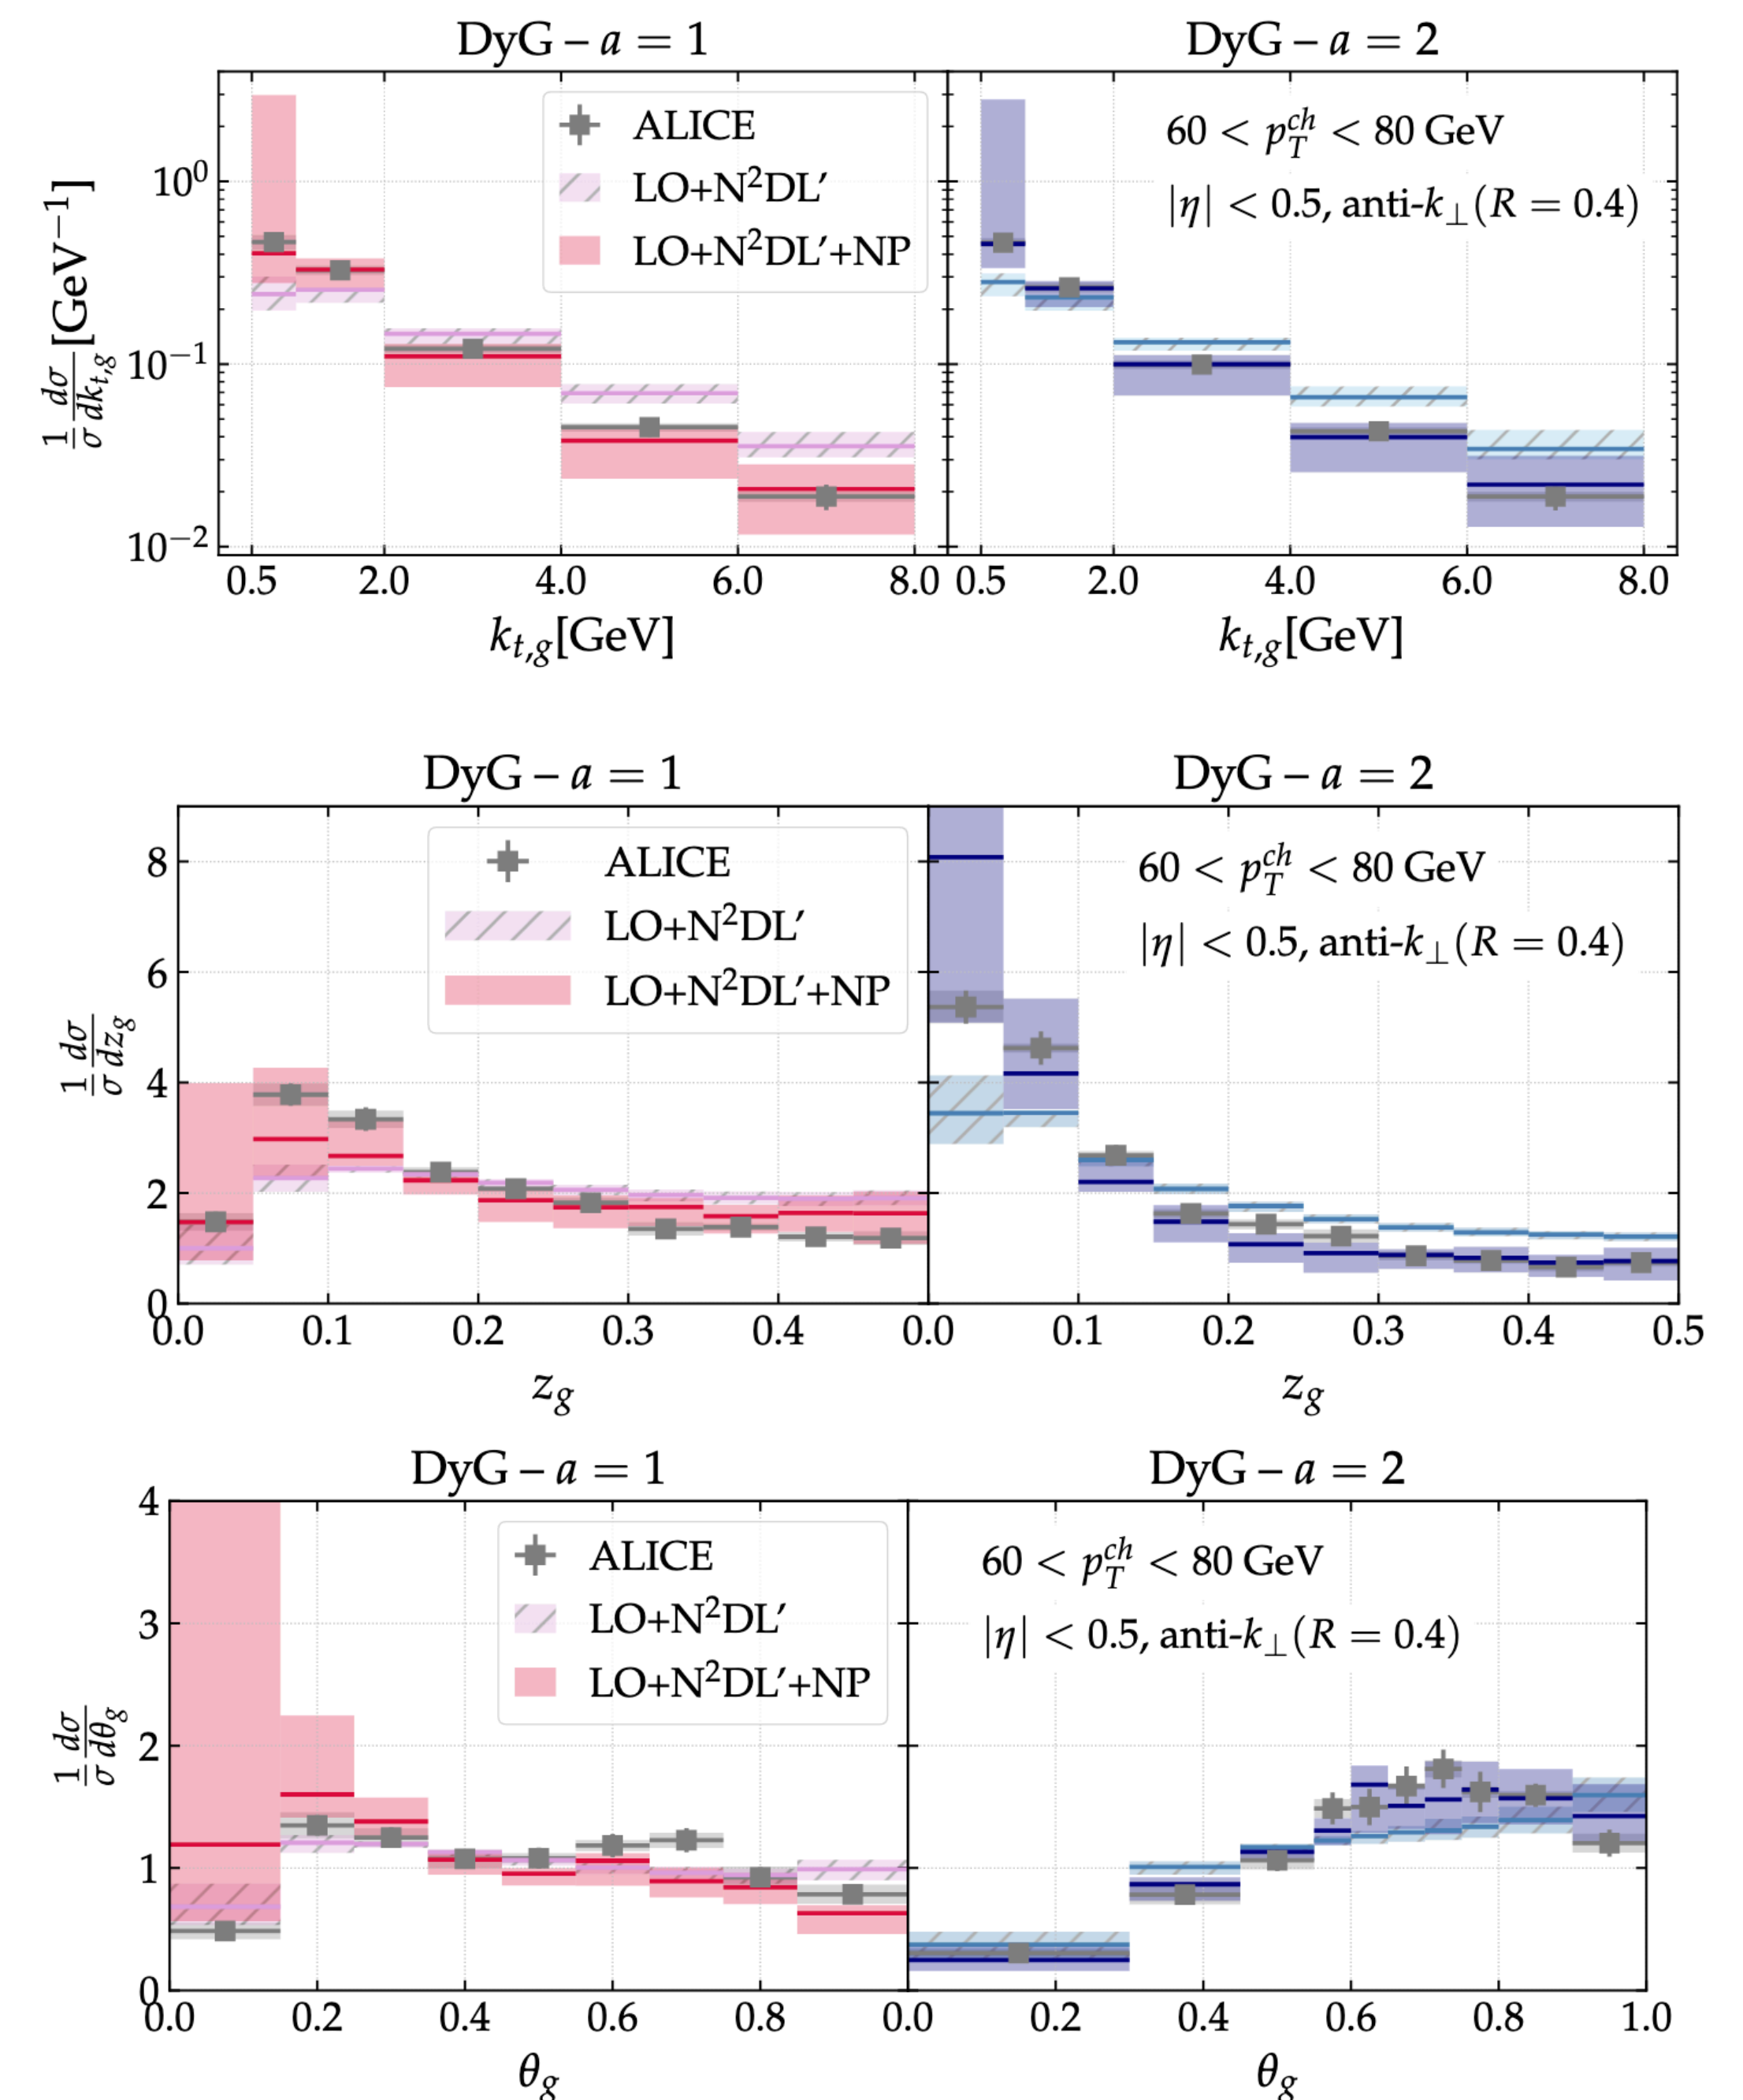 DyG – a = 1 DyG – a = 2
ALICE
LO+N²DL′
LO+N²DL′+NP
60 < p_T^{ch} < 80 GeV
|η| < 0.5, anti-k_⊥(R = 0.4)
1/σ dσ/dk_{t,g} [GeV⁻¹]
10⁰
10⁻¹
10⁻²
0.5 2.0 4.0 6.0 8.0 0.5 2.0 4.0 6.0 8.0
k_{t,g}[GeV] k_{t,g}[GeV]
DyG – a = 1 DyG – a = 2
ALICE
LO+N²DL′
LO+N²DL′+NP
60 < p_T^{ch} < 80 GeV
|η| < 0.5, anti-k_⊥(R = 0.4)
1/σ dσ/dz_g
8
6
4
2
0
0.0 0.1 0.2 0.3 0.4 0.0 0.1 0.2 0.3 0.4 0.5
z_g z_g
DyG – a = 1 DyG – a = 2
ALICE
LO+N²DL′
LO+N²DL′+NP
60 < p_T^{ch} < 80 GeV
|η| < 0.5, anti-k_⊥(R = 0.4)
1/σ dσ/dθ_g
4
3
2
1
0
0.0 0.2 0.4 0.6 0.8 0.0 0.2 0.4 0.6 0.8 1.0
θ_g θ_g